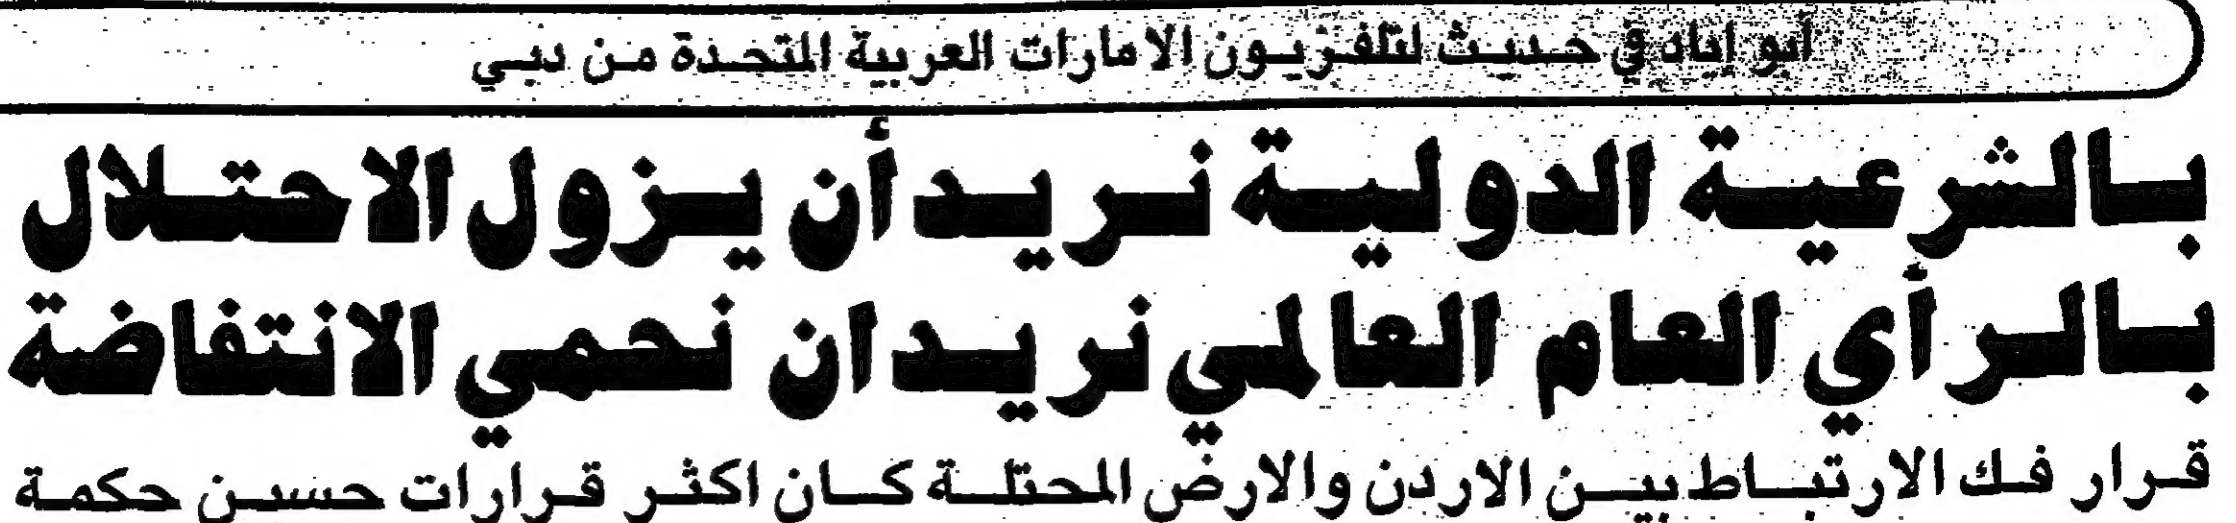 أبو اياد في حديث لتلفزيون الامارات العربية المتحدة من دبي
بالشرعية الدولية نريد أن يزول الاحتلال
بالرأي العام العالمي نريد ان نحمي الانتفاضة
قرار فك الارتباط بين الاردن والارض المحتلة كان اكثر قرارات حسين حكمة